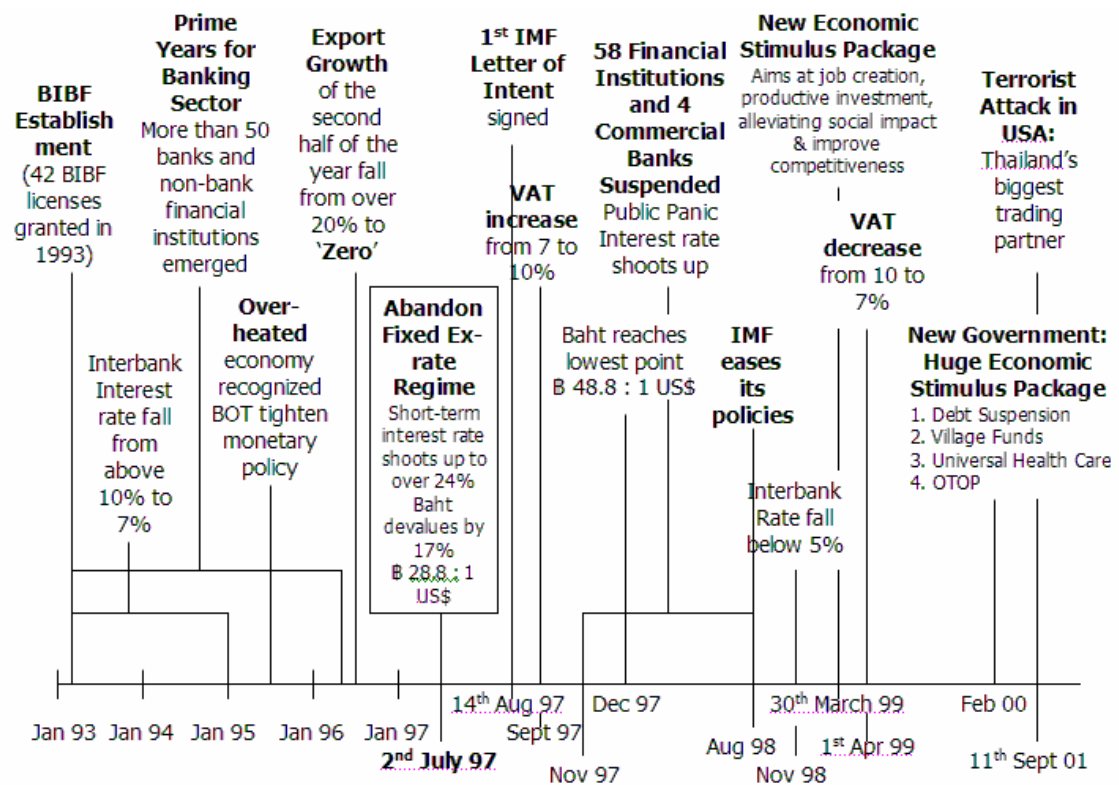 BIBF
Establish
ment
(42 BIBF
licenses
granted in
1993)
Prime
Years for
Banking
Sector
More than 50
banks and
non-bank
financial
institutions
emerged
Export
Growth
of the
second
half of the
year fall
from over
20% to
‘Zero’
1st IMF
Letter of
Intent
signed
VAT
increase
from 7 to
10%
58 Financial
Institutions
and 4
Commercial
Banks
Suspended
Public Panic
Interest rate
shoots up
New Economic
Stimulus Package
Aims at job creation,
productive investment,
alleviating social impact
& improve
competitiveness
VAT
decrease
from 10 to
7%
Terrorist
Attack in
USA:
Thailand’s
biggest
trading
partner
Interbank
Interest
rate fall
from
above
10% to
7%
Over-
heated
economy
recognized
BOT tighten
monetary
policy
Abandon
Fixed Ex-
rate
Regime
Short-term
interest rate
shoots up to
over 24%
Baht
devalues by
17%
฿ 28.8 : 1
US$
Baht reaches
lowest point
฿ 48.8 : 1 US$
IMF
eases
its
policies
Interbank
Rate fall
below 5%
New Government:
Huge Economic
Stimulus Package
1. Debt Suspension
2. Village Funds
3. Universal Health Care
4. OTOP
14th Aug 97 Dec 97 30th March 99 Feb 00
Jan 93 Jan 94 Jan 95 Jan 96 Jan 97 Sept 97
2nd July 97 Aug 98 1st Apr 99
Nov 97 Nov 98 11th Sept 01